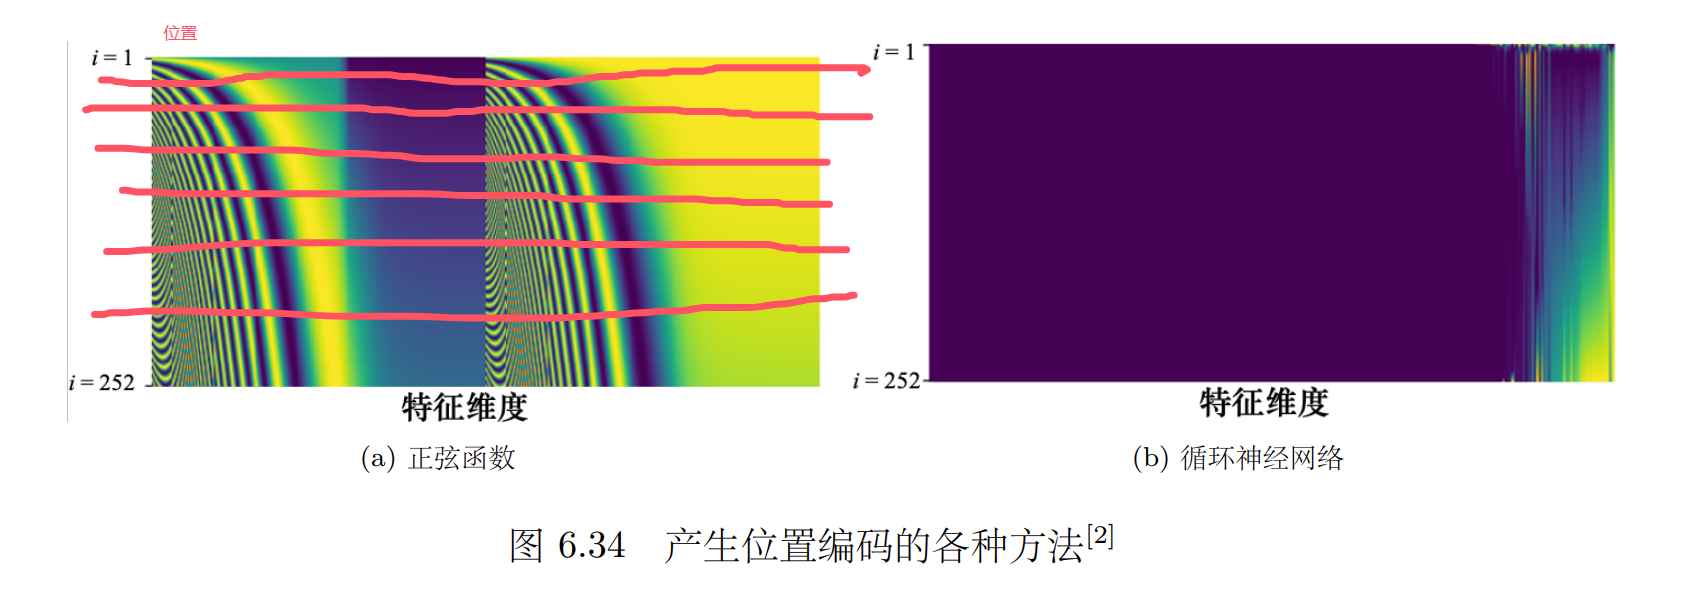 位置
i = 1
i = 252
特征维度
(a) 正弦函数
i = 1
i = 252
特征维度
(b) 循环神经网络
图 6.34 产生位置编码的各种方法[2]